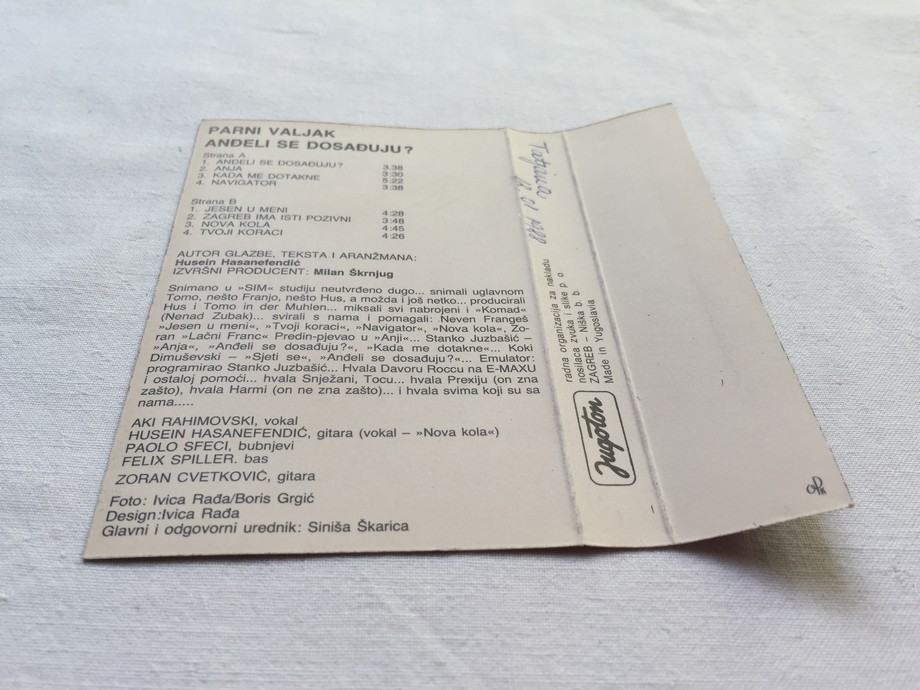 PARNI VALJAK
ANĐELI SE DOSAĐUJU?
Strana A
1. ANĐELI SE DOSAĐUJU? 3:38
2. ANJA 3:30
3. KADA ME DOTAKNE 5:22
4. NAVIGATOR 3:38
Strana B
1. JESEN U MENI 4:28
2. ZAGREB IMA ISTI POZIVNI 3:48
3. NOVA KOLA 4:45
4. TVOJI KORACI 4:26
AUTOR GLAZBE, TEKSTA I ARANŽMANA:
Husein Hasanefendić
IZVRŠNI PRODUCENT: Milan Škrnjug
Snimano u »SIM« studiju neutvrđeno dugo... snimali uglavnom
Tomo, nešto Franjo, nešto Hus, a možda i još netko... producirali
Hus i Tomo in der Muhlen... miksali svi nabrojeni i »Komad«
(Nenad Zubak)... svirali s nama i pomagali: Neven Frangeš
»Jesen u meni«, »Tvoji koraci«, »Navigator«, »Nova kola«, Zo-
ran »Lačni Franc« Predin-pjevao u »Anji«... Stanko Juzbašić –
»Anja«, »Anđeli se dosađuju?«, »Kada me dotakne«... Koki
Dimuševski – »Sjeti se«, »Anđeli se dosađuju?«... Emulator:
programirao Stanko Juzbašić... Hvala Davoru Roccu na E-MAXU
i ostaloj pomoći... hvala Snježani, Tocu... hvala Prexiju (on zna
zašto), hvala Harmi (on ne zna zašto)... i hvala svima koji su sa
nama.....
AKI RAHIMOVSKI, vokal
HUSEIN HASANEFENDIĆ, gitara (vokal – »Nova kola«)
PAOLO SFECI, bubnjevi
FELIX SPILLER. bas
ZORAN CVETKOVIĆ, gitara
Foto: Ivica Rađa/Boris Grgić
Design:Ivica Rađa
Glavni i odgovorni urednik: Siniša Škarica
Jugoton
radna organizacija za nakladu
nosilaca zvuka i slike p. o.
ZAGREB – Niška b. b.
Made in Yugoslavia